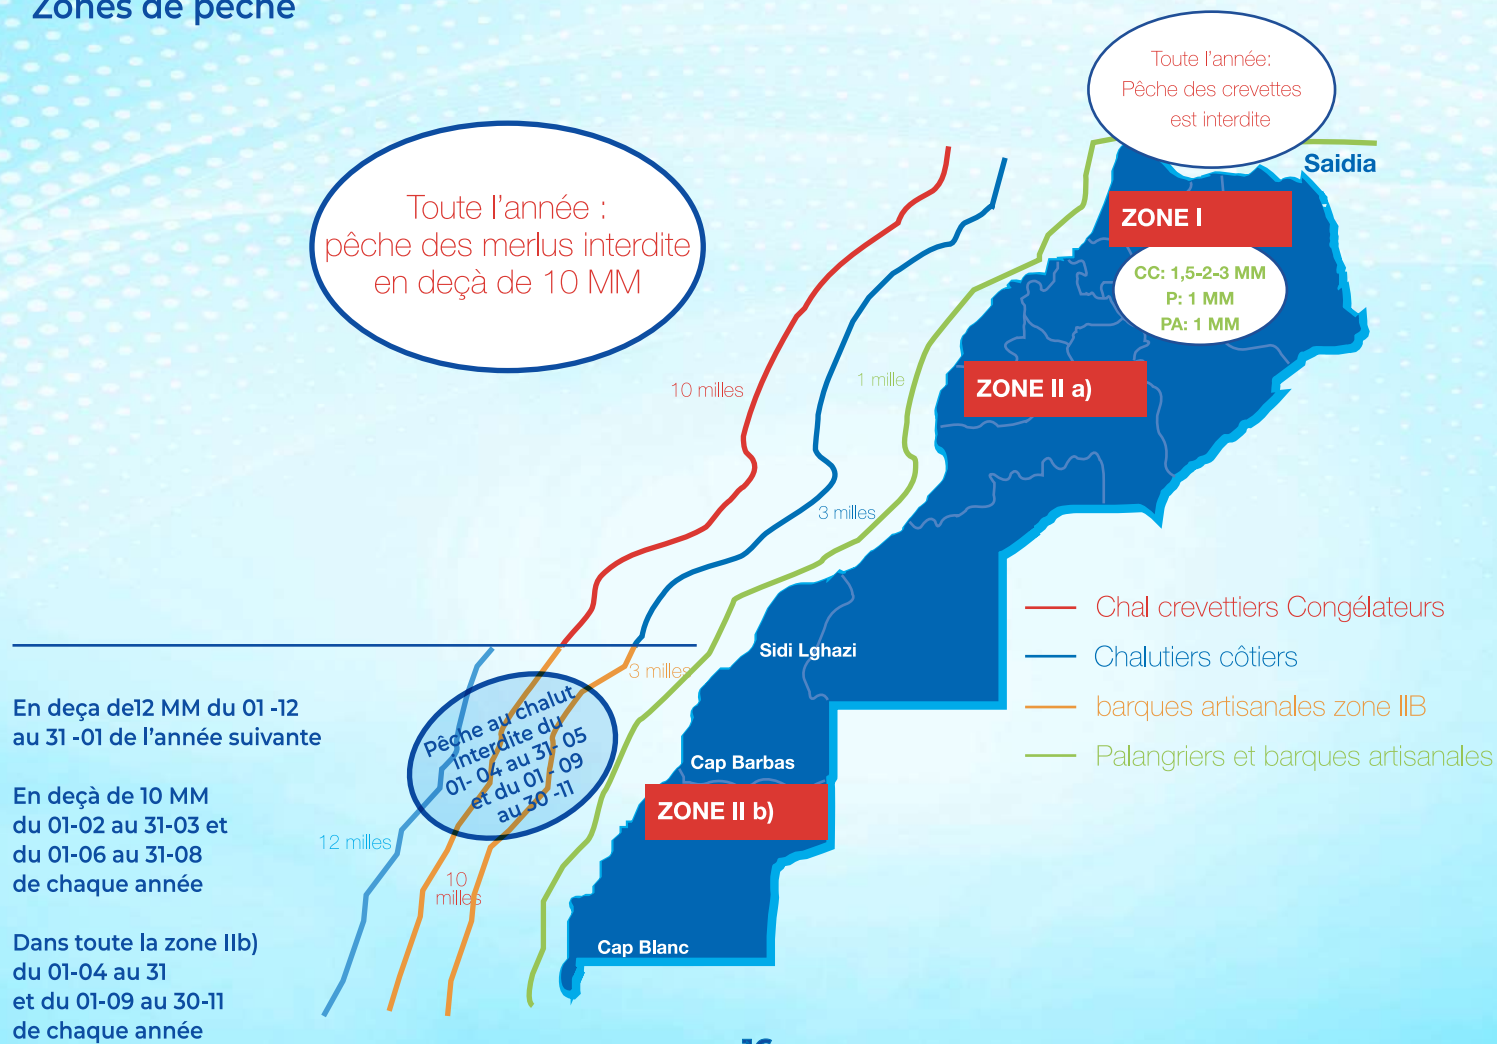 Zones de pêche
Toute l'année:
Pêche des crevettes
est interdite
Saidia
Toute l'année :
pêche des merlus interdite
en deçà de 10 MM
ZONE I
CC: 1,5-2-3 MM
P: 1 MM
PA: 1 MM
10 milles
1 mille
ZONE II a)
3 milles
Chal crevettiers Congélateurs
Chalutiers côtiers
barques artisanales zone IIB
Palangriers et barques artisanales
Sidi Lghazi
3 milles
Pêche au chalut
interdite du
01- 04 au 31- 05
et du 01 - 09
au 30 -11
En deça de12 MM du 01 -12
au 31 -01 de l'année suivante
En deçà de 10 MM
du 01-02 au 31-03 et
du 01-06 au 31-08
de chaque année
Dans toute la zone IIb)
du 01-04 au 31
et du 01-09 au 30-11
de chaque année
Cap Barbas
ZONE II b)
12 milles
10
milles
Cap Blanc